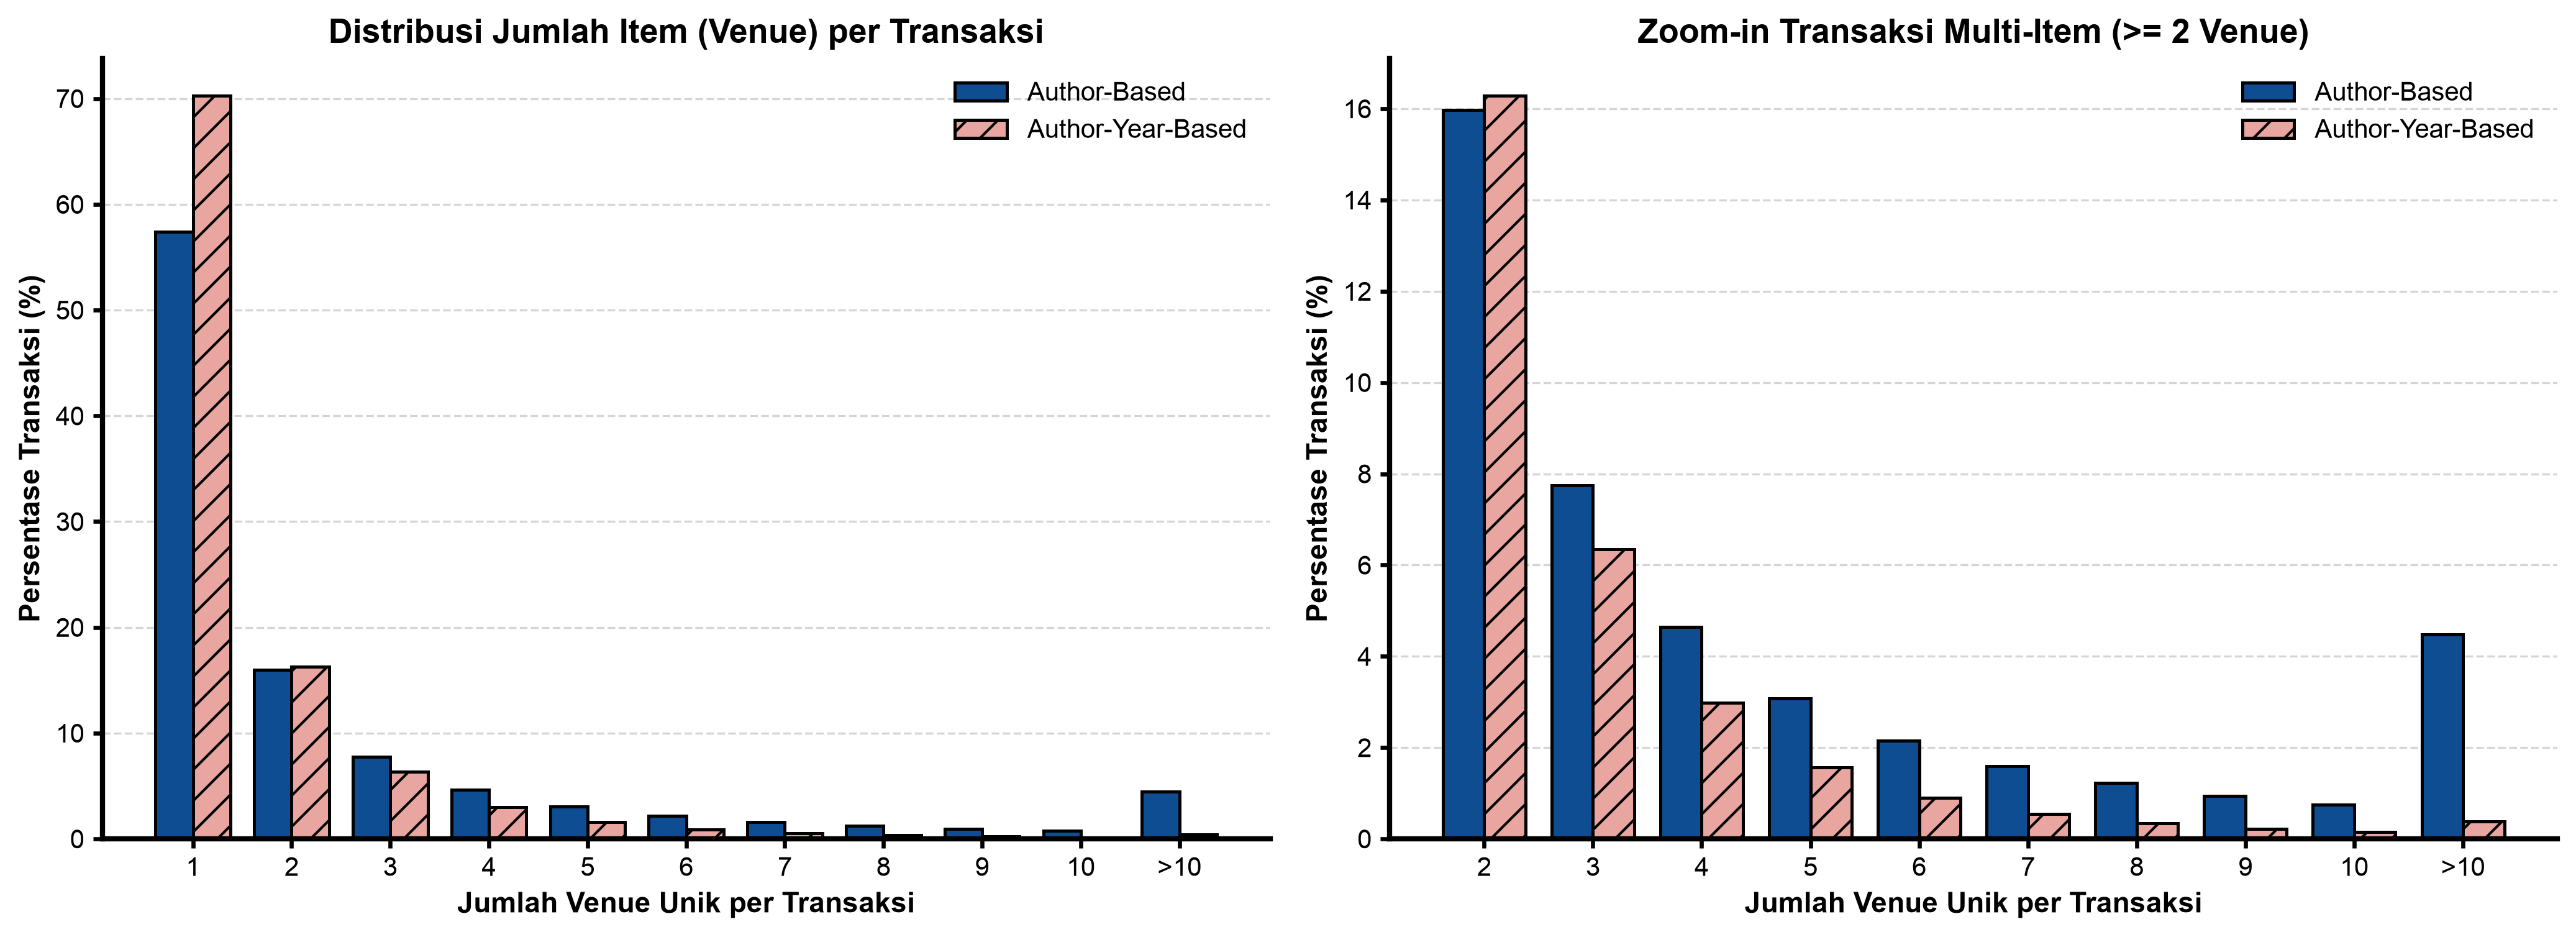 Distribusi Jumlah Item (Venue) per Transaksi
Author-Based
Author-Year-Based
Persentase Transaksi (%)
70
60
50
40
30
20
10
0
1 2 3 4 5 6 7 8 9 10 >10
Jumlah Venue Unik per Transaksi
Zoom-in Transaksi Multi-Item (>= 2 Venue)
Author-Based
Author-Year-Based
Persentase Transaksi (%)
16
14
12
10
8
6
4
2
0
2 3 4 5 6 7 8 9 10 >10
Jumlah Venue Unik per Transaksi